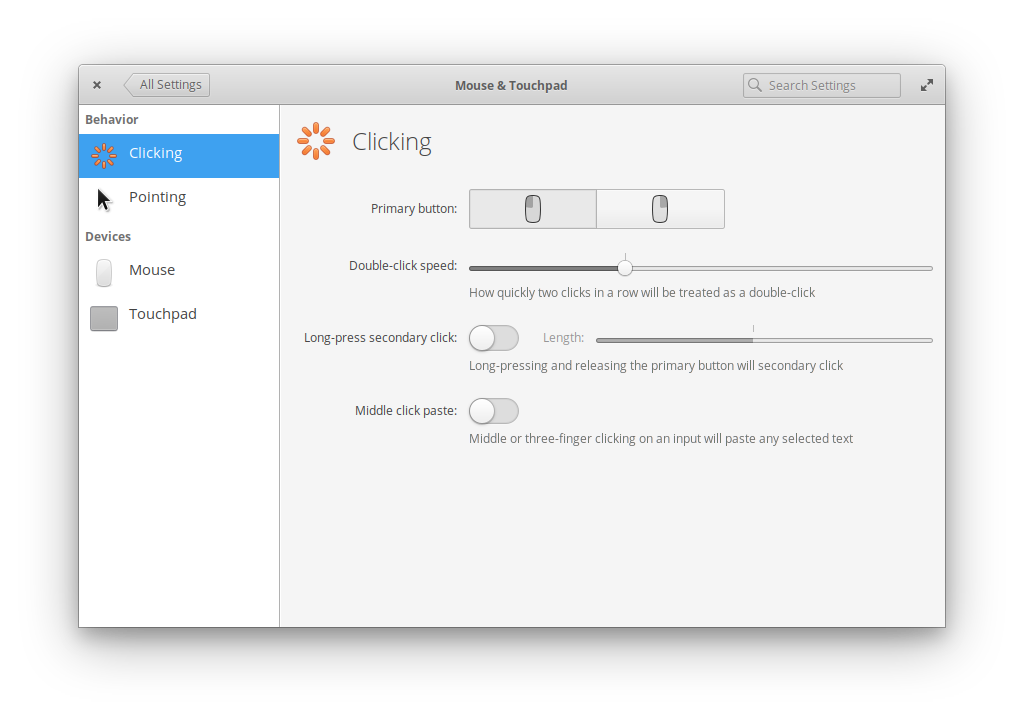 All Settings
Mouse & Touchpad
Search Settings
Behavior
Clicking
Pointing
Devices
Mouse
Touchpad
Clicking
Primary button:
Double-click speed:
How quickly two clicks in a row will be treated as a double-click
Long-press secondary click:
Length:
Long-pressing and releasing the primary button will secondary click
Middle click paste:
Middle or three-finger clicking on an input will paste any selected text